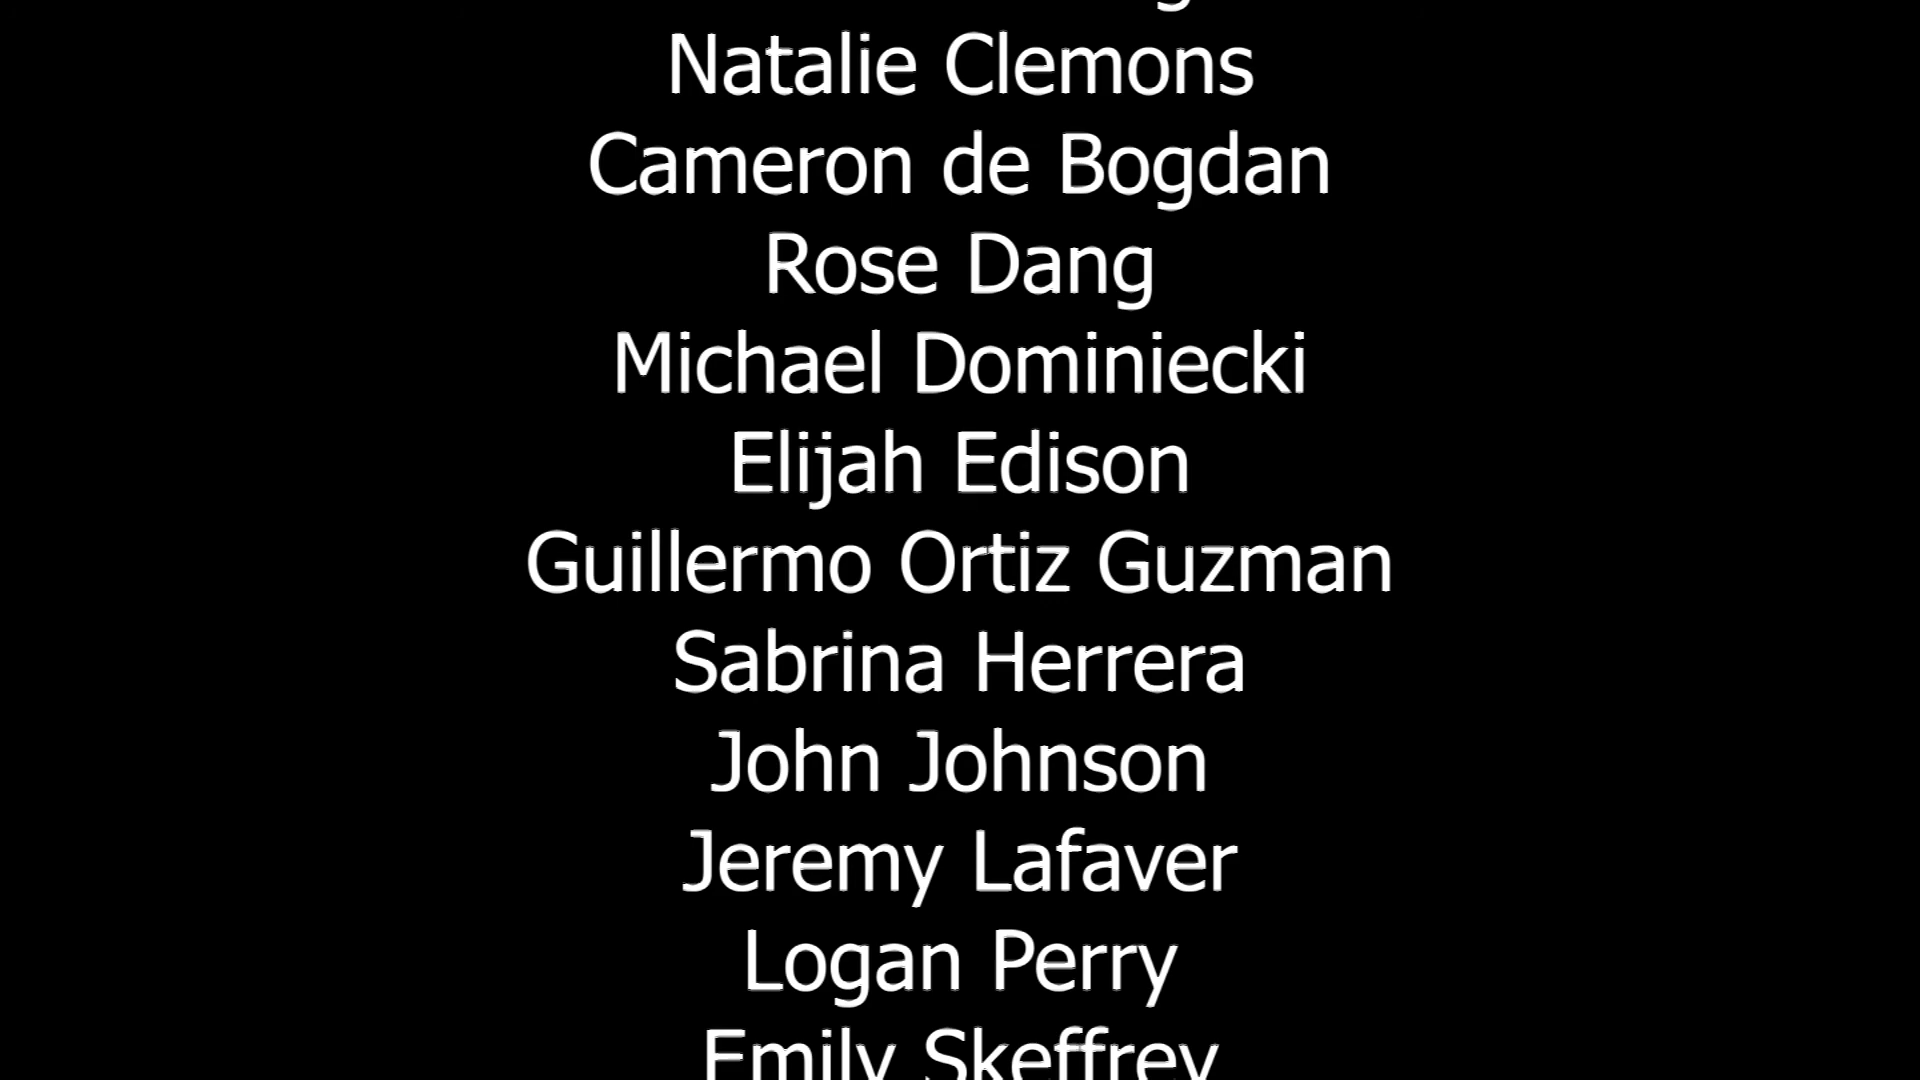 Natalie Clemons
Cameron de Bogdan
Rose Dang
Michael Dominiecki
Elijah Edison
Guillermo Ortiz Guzman
Sabrina Herrera
John Johnson
Jeremy Lafaver
Logan Perry
Emily Skeffrey